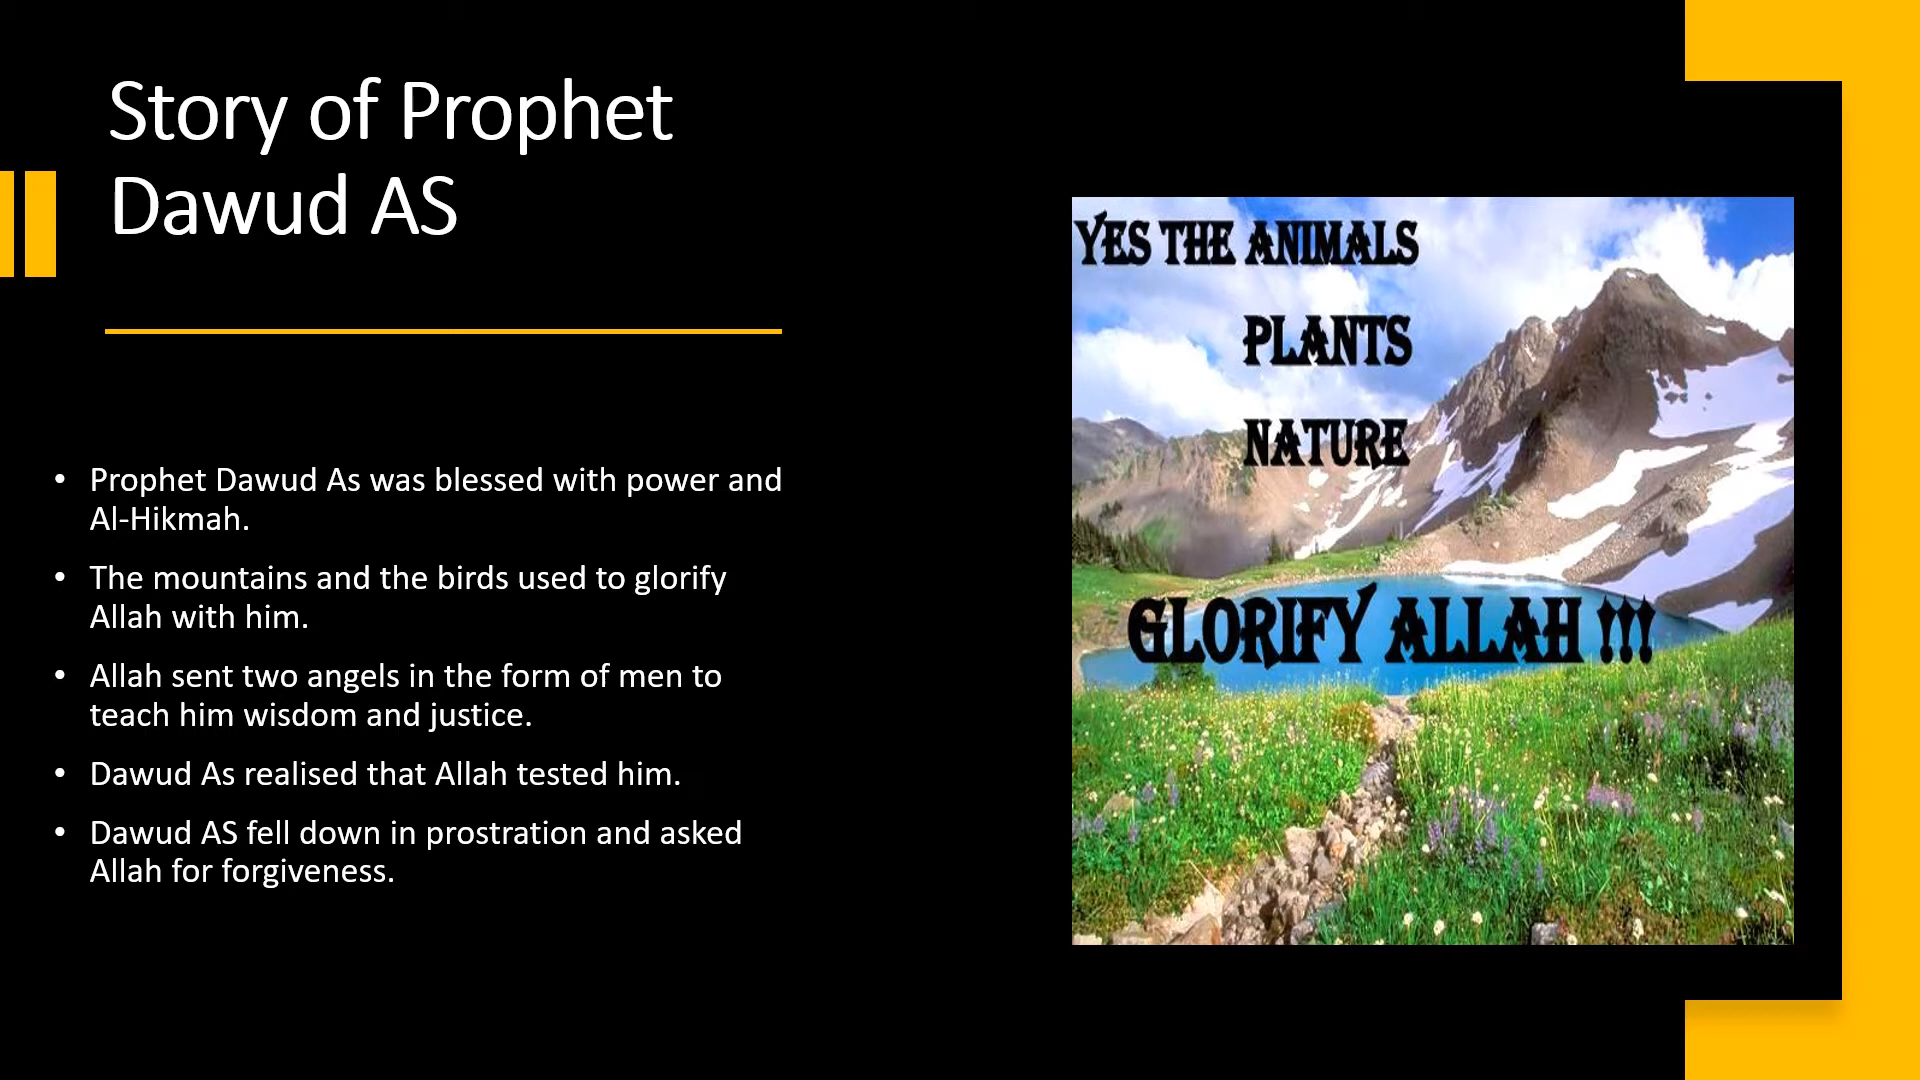 Story of Prophet
Dawud AS
• Prophet Dawud As was blessed with power and
Al-Hikmah.
• The mountains and the birds used to glorify
Allah with him.
• Allah sent two angels in the form of men to
teach him wisdom and justice.
• Dawud As realised that Allah tested him.
• Dawud AS fell down in prostration and asked
Allah for forgiveness.
YES THE ANIMALS
PLANTS
NATURE
GLORIFY ALLAH !!!